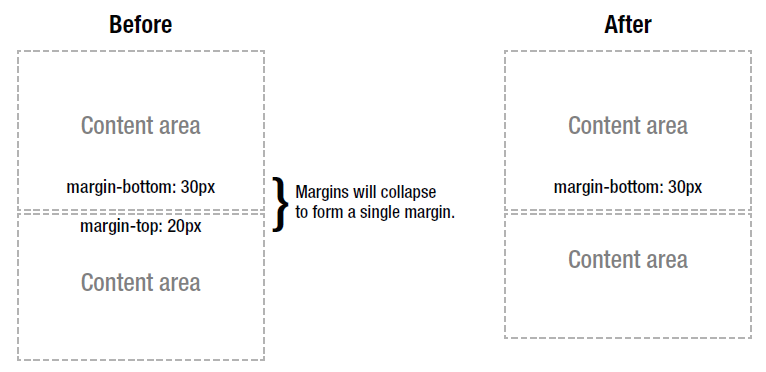 Before
Content area
margin-bottom: 30px
margin-top: 20px
Content area
Margins will collapse
to form a single margin.
After
Content area
margin-bottom: 30px
Content area